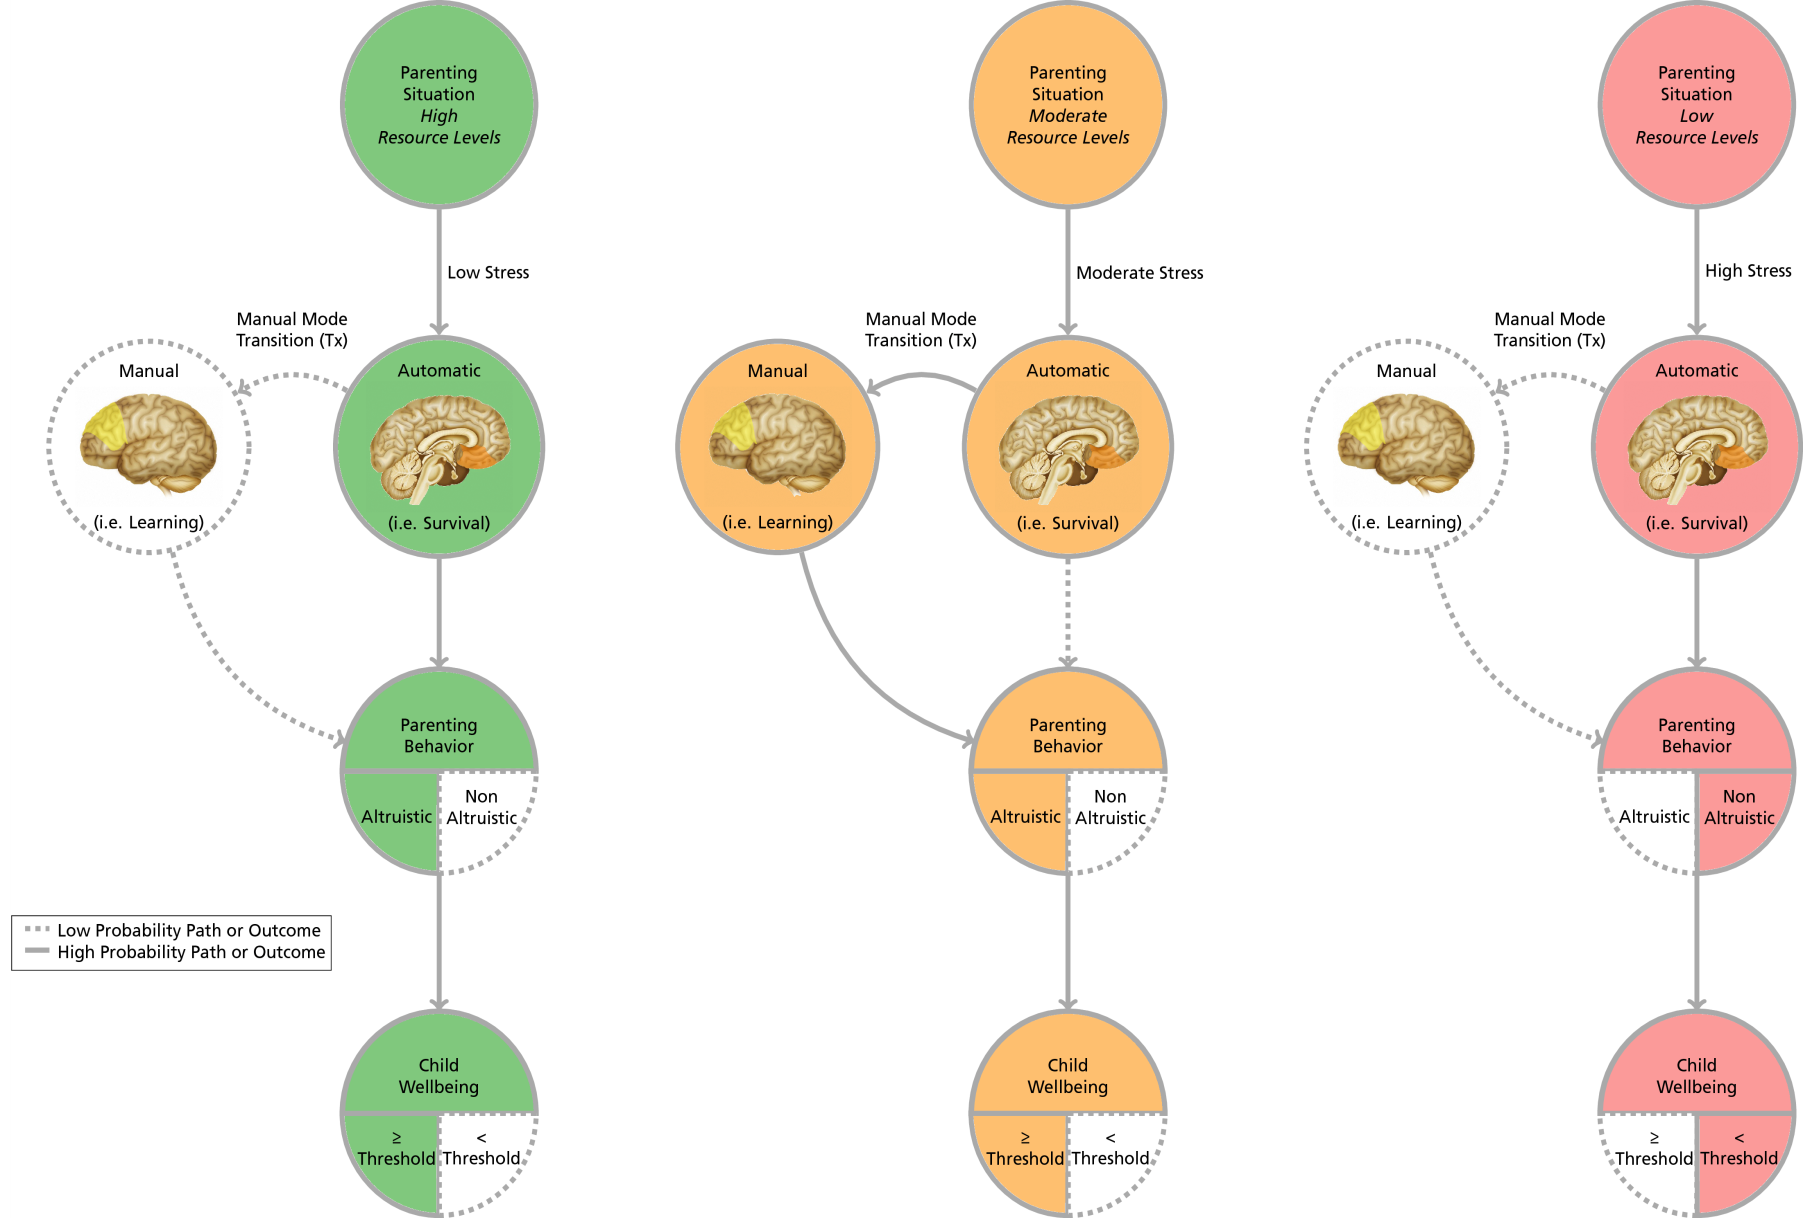 Parenting
Situation
High
Resource Levels
Low Stress
Manual Mode
Transition (Tx)
Manual
(i.e. Learning)
Automatic
(i.e. Survival)
Parenting
Behavior
Altruistic
Non
Altruistic
Child
Wellbeing
≥
Threshold
<
Threshold
Parenting
Situation
Moderate
Resource Levels
Moderate Stress
Manual Mode
Transition (Tx)
Manual
(i.e. Learning)
Automatic
(i.e. Survival)
Parenting
Behavior
Altruistic
Non
Altruistic
Child
Wellbeing
≥
Threshold
<
Threshold
Parenting
Situation
Low
Resource Levels
High Stress
Manual Mode
Transition (Tx)
Manual
(i.e. Learning)
Automatic
(i.e. Survival)
Parenting
Behavior
Altruistic
Non
Altruistic
Child
Wellbeing
≥
Threshold
<
Threshold
Low Probability Path or Outcome
High Probability Path or Outcome